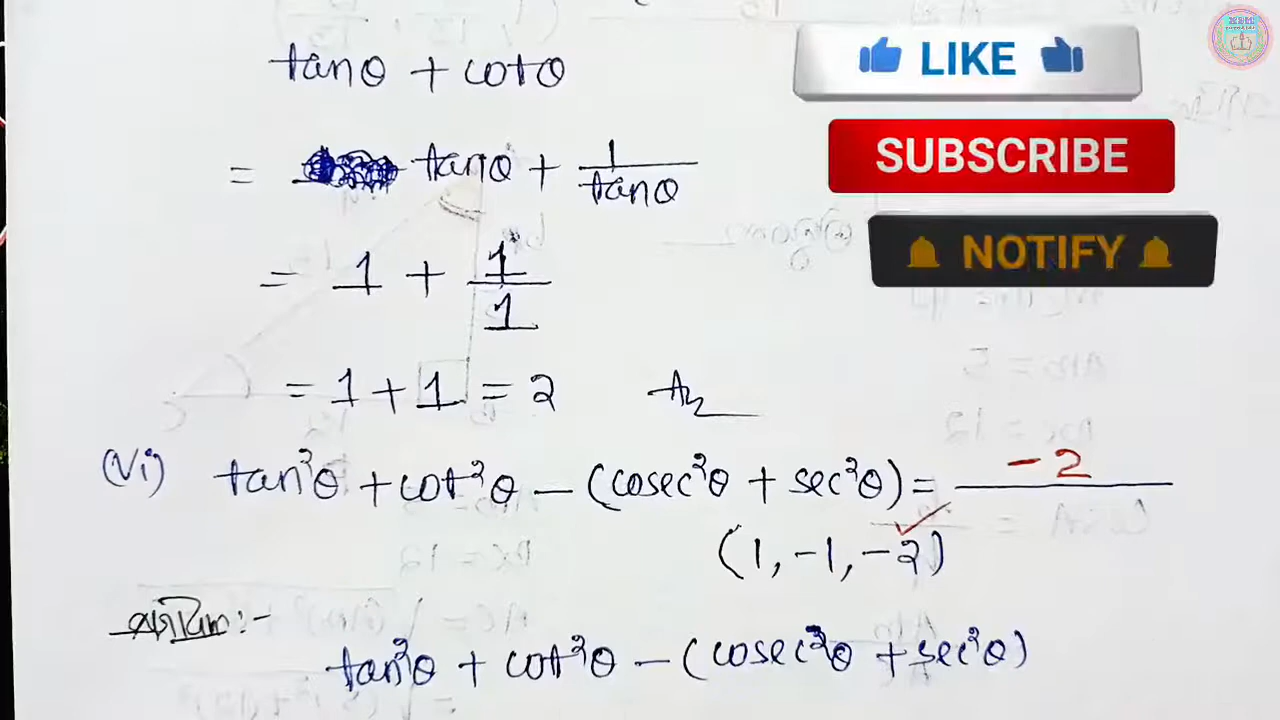 tanθ + cotθ
LIKE
= tanθ + 1/tanθ
SUBSCRIBE
= 1 + 1/1
NOTIFY
= 1 + 1 = 2 Ans
(vi) tan²θ + cot²θ – (cosec²θ + sec²θ) = -2
(1, -1, -2)
সমাধান :-
tan²θ + cot²θ – (cosec²θ + sec²θ)